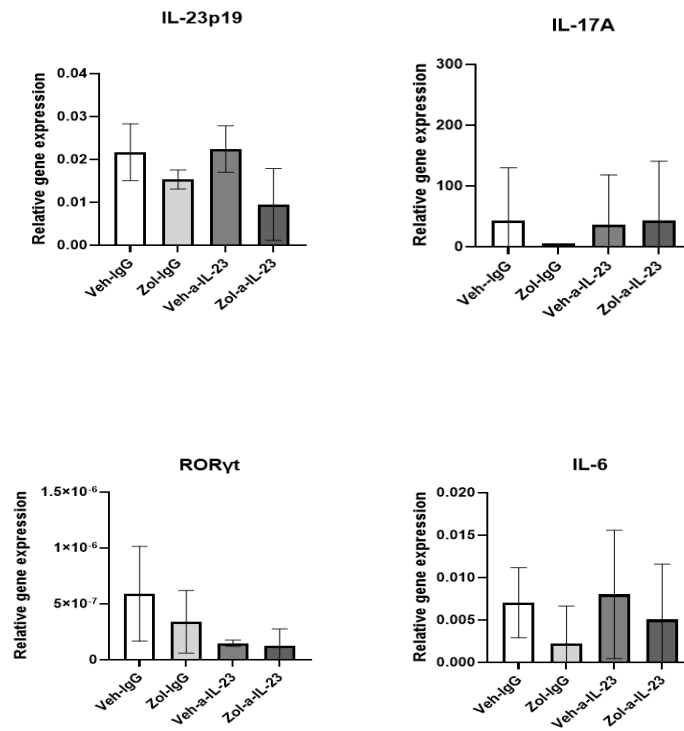 IL-23p19
Relative gene expression
0.04
0.03
0.02
0.01
0.00
Veh-IgG
Zol-IgG
Veh-a-IL-23
Zol-a-IL-23
IL-17A
Relative gene expression
300
200
100
0
Veh--IgG
Zol-IgG
Veh-a-IL-23
Zol-a-IL-23
RORγt
Relative gene expression
1.5×10⁻⁶
1×10⁻⁶
5×10⁻⁷
0
Veh-IgG
Zol-IgG
Veh-a-IL-23
Zol-a-IL-23
IL-6
Relative gene expression
0.020
0.015
0.010
0.005
0.000
Veh-IgG
Zol-IgG
Veh-a-IL-23
Zol-a-IL-23